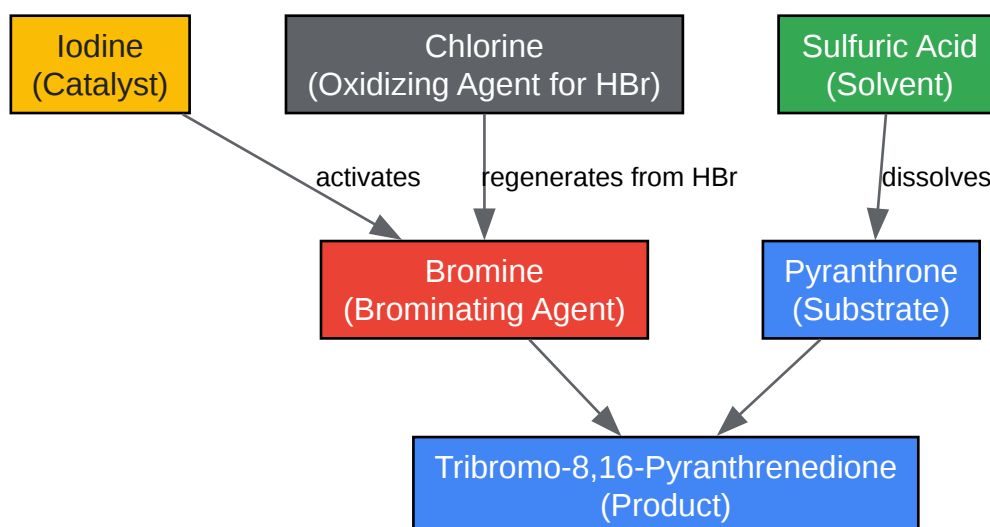 Iodine
(Catalyst)
Chlorine
(Oxidizing Agent for HBr)
Sulfuric Acid
(Solvent)
activates
regenerates from HBr
dissolves
Bromine
(Brominating Agent)
Pyranthrone
(Substrate)
Tribromo-8,16-Pyranthrenedione
(Product)